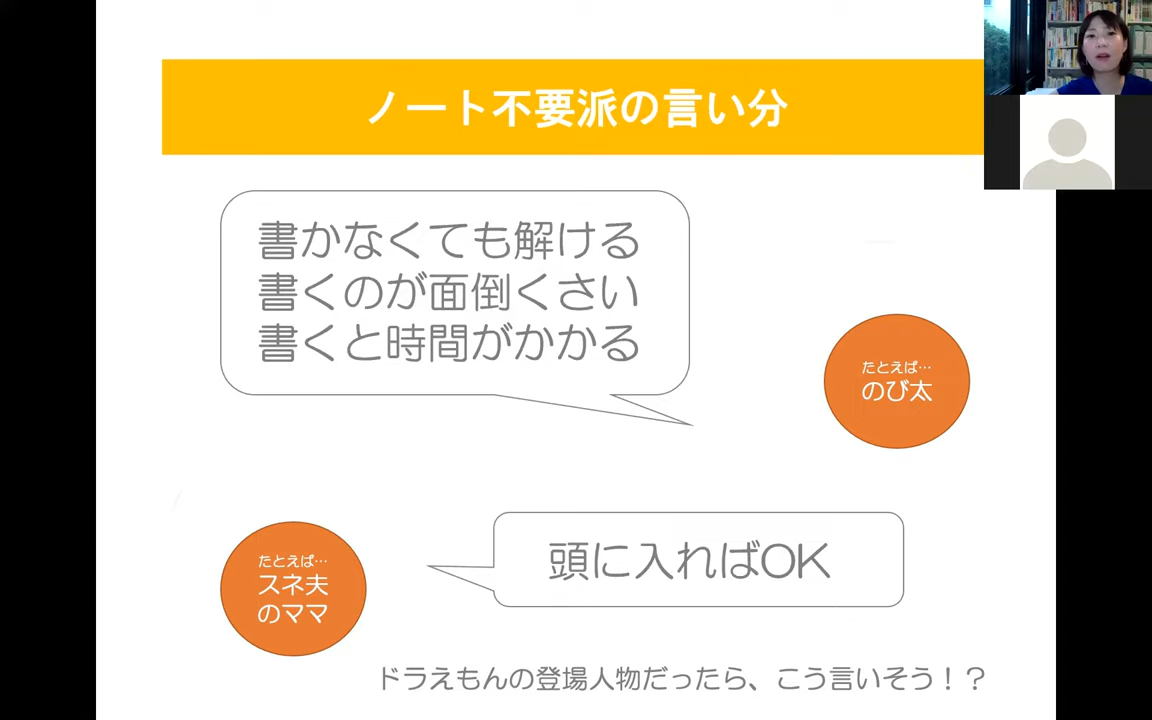 ノート不要派の言い分
書かなくても解ける
書くのが面倒くさい
書くと時間がかかる
たとえば…
のび太
たとえば…
スネ夫
のママ
頭に入ればOK
ドラえもんの登場人物だったら、こう言いそう！？